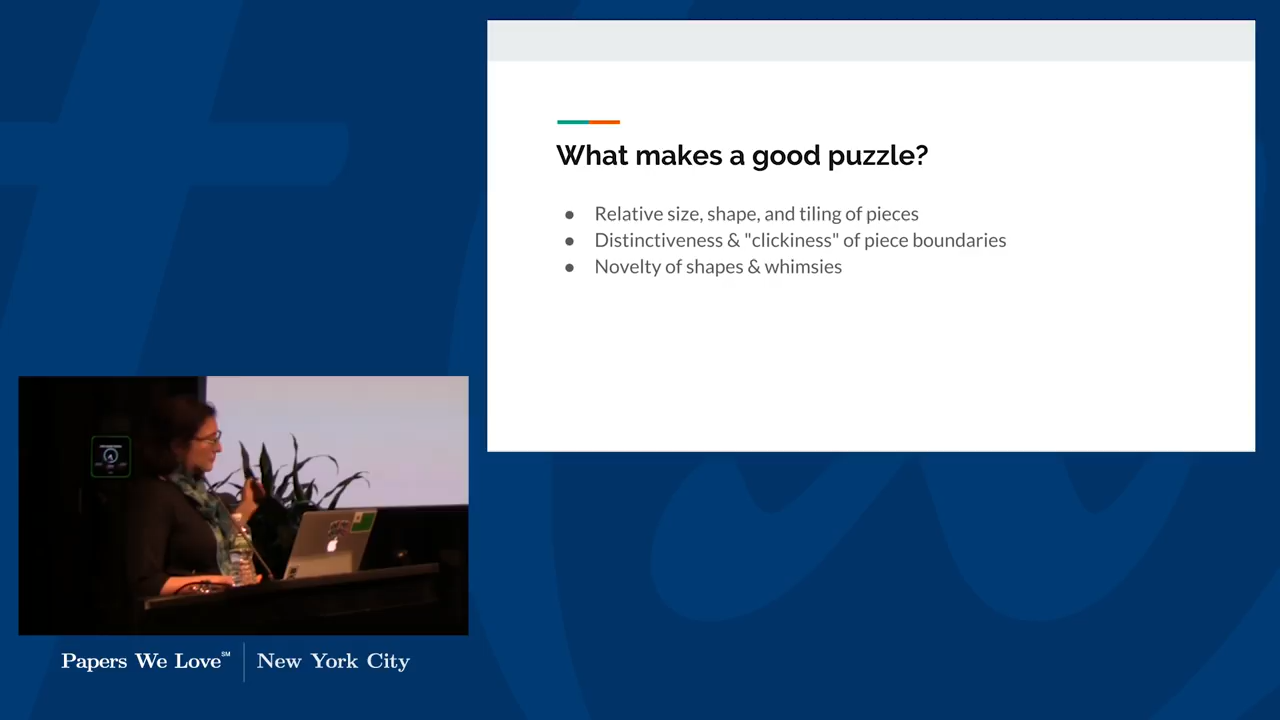 What makes a good puzzle?
● Relative size, shape, and tiling of pieces
● Distinctiveness & "clickiness" of piece boundaries
● Novelty of shapes & whimsies
Papers We Love℠ | New York City